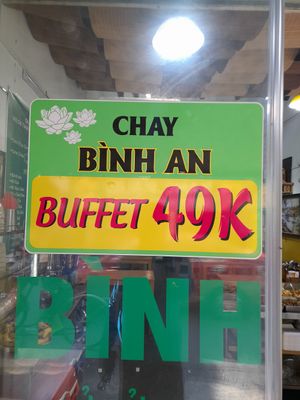 CHAY
BÌNH AN
BUFFET 49K
BÌNH